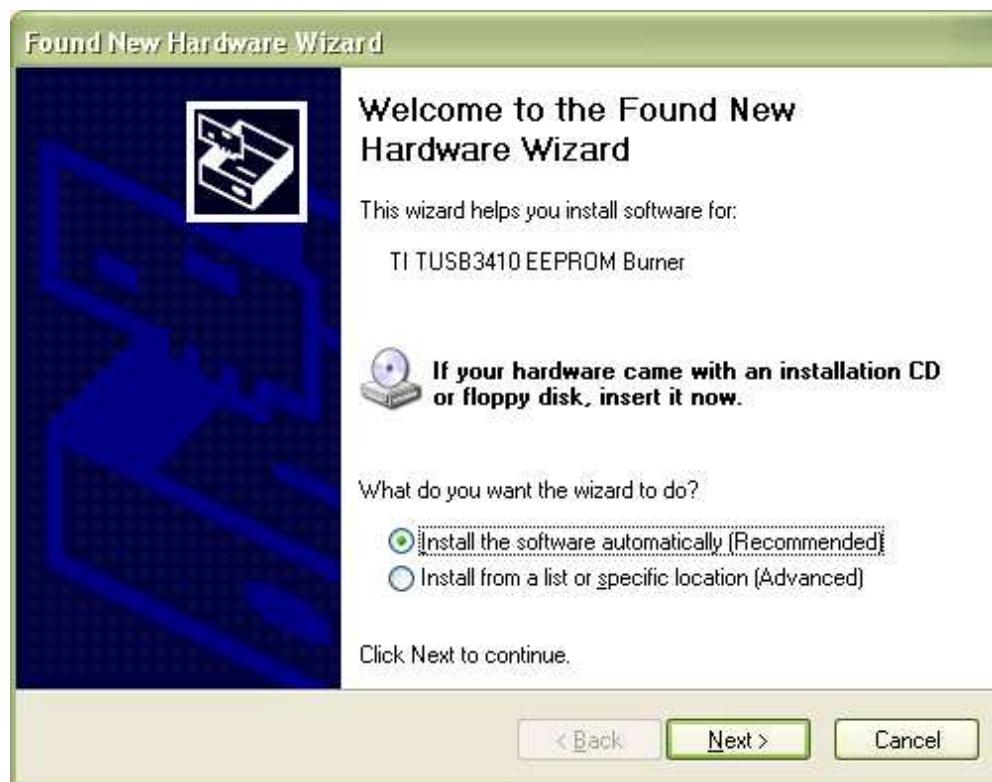 Found New Hardware Wizard
Welcome to the Found New
Hardware Wizard
This wizard helps you install software for:
TI TUSB3410 EEPROM Burner
If your hardware came with an installation CD
or floppy disk, insert it now.
What do you want the wizard to do?
Install the software automatically (Recommended)
Install from a list or specific location (Advanced)
Click Next to continue.
< Back Next > Cancel